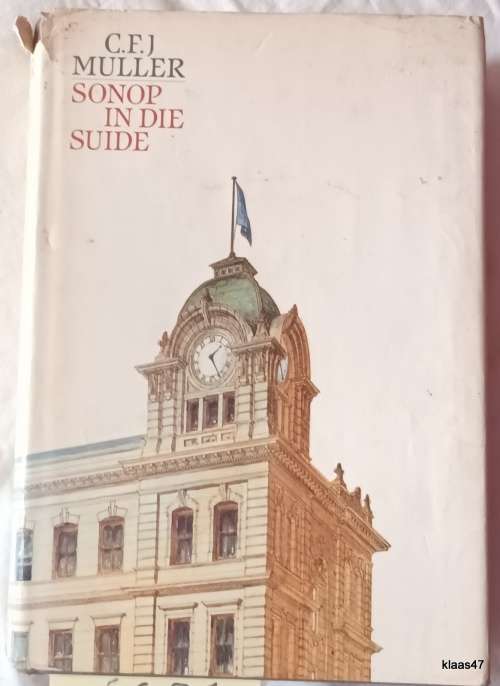 C.F.J
MULLER
SONOP
IN DIE
SUIDE
klaas47